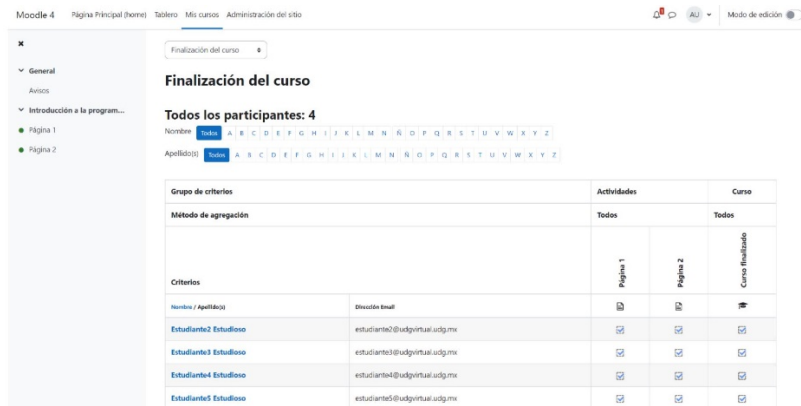 Moodle 4 Página Principal (home) Tablero Mis cursos Administración del sitio 1 AU Modo de edición
Finalización del curso
General
Avisos
Introducción a la program...
Página 1
Página 2
Finalización del curso
Todos los participantes: 4
Nombre Todos A B C D E F G H I J K L M N Ñ O P Q R S T U V W X Y Z
Apellido(s) Todos A B C D E F G H I J K L M N Ñ O P Q R S T U V W X Y Z
Grupo de criterios Actividades Curso
Método de agregación Todos Todos
Criterios Página 1 Página 2 Curso finalizado
Nombre / Apellido(s) Dirección Email
Estudiante2 Estudioso estudiante2@udgvirtual.udg.mx
Estudiante3 Estudioso estudiante3@udgvirtual.udg.mx
Estudiante4 Estudioso estudiante4@udgvirtual.udg.mx
Estudiante5 Estudioso estudiante5@udgvirtual.udg.mx